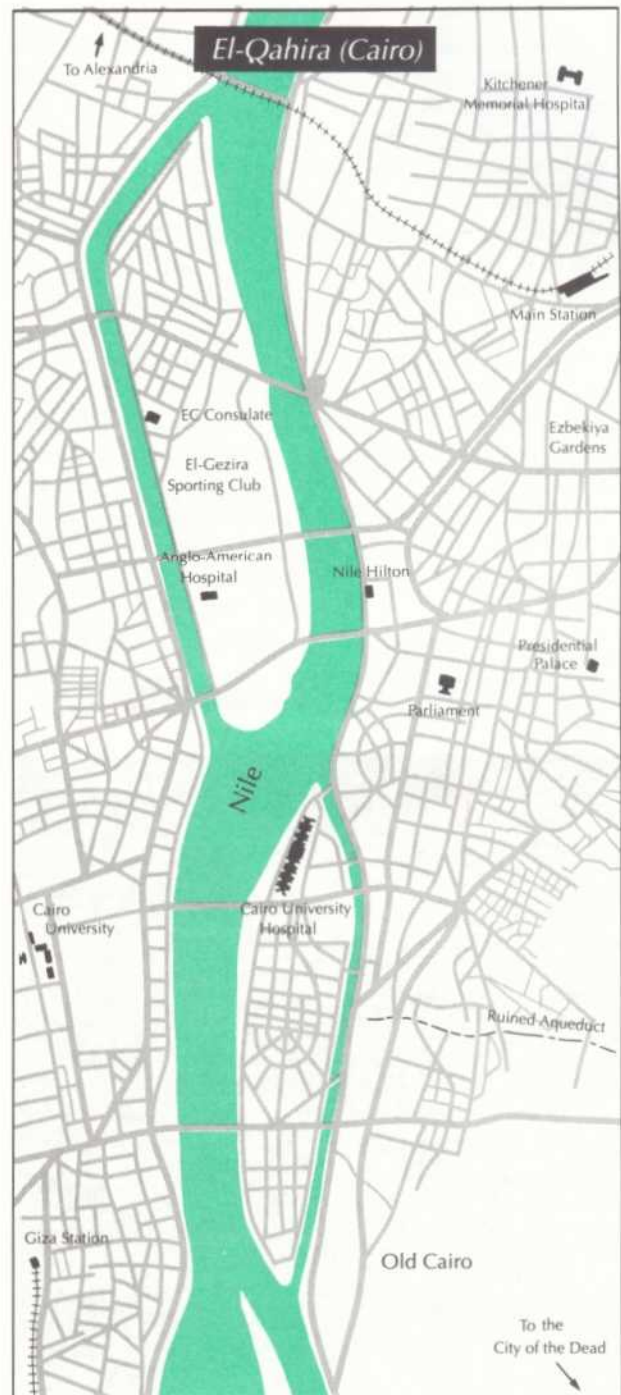 El-Qahira (Cairo)
To Alexandria
Kitchener
Memorial Hospital
Main Station
EC Consulate
Ezbekiya
Gardens
El-Gezira
Sporting Club
Anglo-American
Hospital
Nile Hilton
Presidential
Palace
Parliament
Nile
Cairo
University
Cairo University
Hospital
Ruined Aqueduct
Giza Station
Old Cairo
To the
City of the Dead